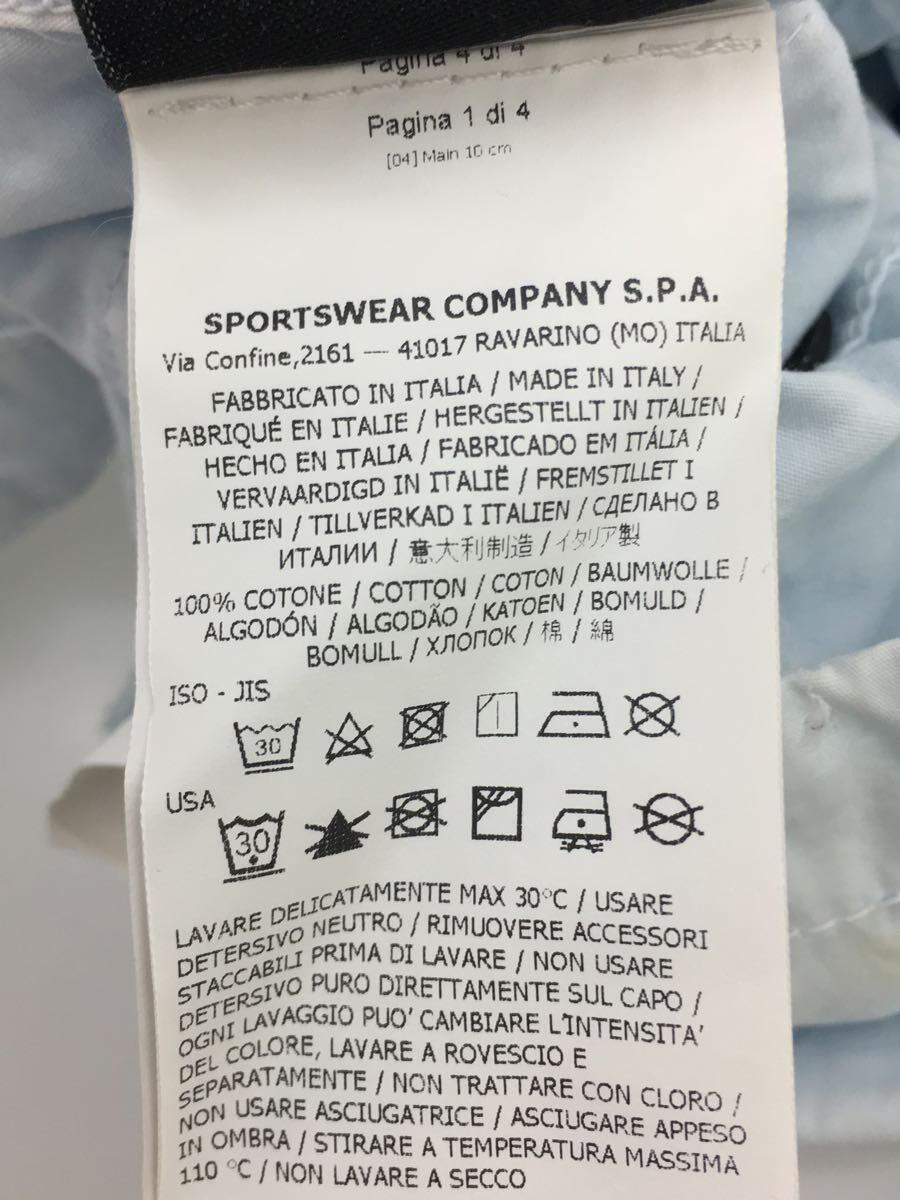 Pagina 4 di 4
Pagina 1 di 4
[04] Main 10 cm
SPORTSWEAR COMPANY S.P.A.
Via Confine,2161 — 41017 RAVARINO (MO) ITALIA
FABBRICATO IN ITALIA / MADE IN ITALY /
FABRIQUÉ EN ITALIE / HERGESTELLT IN ITALIEN /
HECHO EN ITALIA / FABRICADO EM ITÁLIA /
VERVAARDIGD IN ITALIË / FREMSTILLET I
ITALIEN / TILLVERKAD I ITALIEN / СДЕЛАНО В
ИТАЛИИ / 意大利制造 / イタリア製
100% COTONE / COTTON / COTON / BAUMWOLLE /
ALGODÓN / ALGODÃO / KATOEN / BOMULD /
BOMULL / ХЛОПОК / 棉 / 綿
ISO - JIS
30
USA
30
LAVARE DELICATAMENTE MAX 30°C / USARE
DETERSIVO NEUTRO / RIMUOVERE ACCESSORI
STACCABILI PRIMA DI LAVARE / NON USARE
DETERSIVO PURO DIRETTAMENTE SUL CAPO /
OGNI LAVAGGIO PUO' CAMBIARE L'INTENSITA'
DEL COLORE, LAVARE A ROVESCIO E
SEPARATAMENTE / NON TRATTARE CON CLORO /
NON USARE ASCIUGATRICE / ASCIUGARE APPESO
IN OMBRA / STIRARE A TEMPERATURA MASSIMA
110 °C / NON LAVARE A SECCO